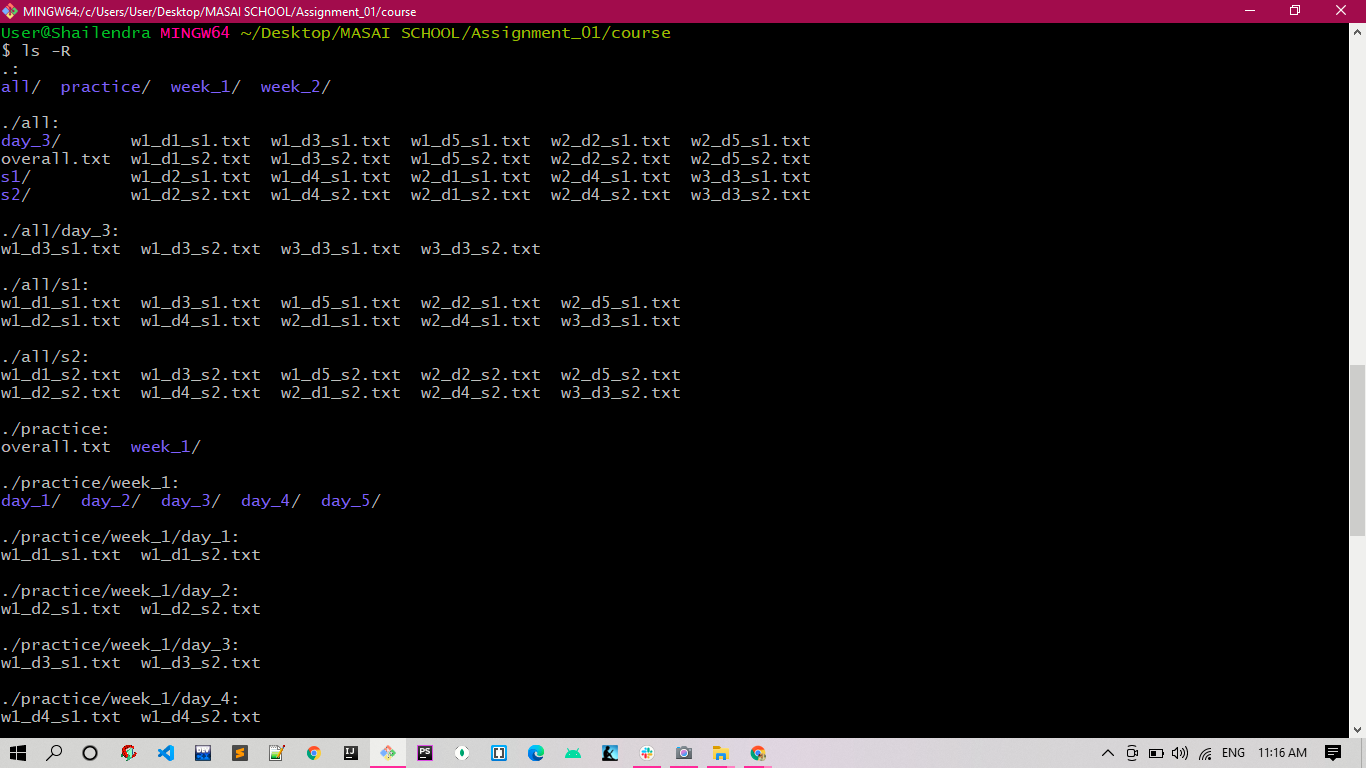 MINGW64:/c/Users/User/Desktop/MASAI SCHOOL/Assignment_01/course
User@Shailendra MINGW64 ~/Desktop/MASAI SCHOOL/Assignment_01/course
$ ls -R
.:
all/  practice/  week_1/  week_2/

./all:
day_3/       w1_d1_s1.txt  w1_d3_s1.txt  w1_d5_s1.txt  w2_d2_s1.txt  w2_d5_s1.txt
overall.txt  w1_d1_s2.txt  w1_d3_s2.txt  w1_d5_s2.txt  w2_d2_s2.txt  w2_d5_s2.txt
s1/          w1_d2_s1.txt  w1_d4_s1.txt  w2_d1_s1.txt  w2_d4_s1.txt  w3_d3_s1.txt
s2/          w1_d2_s2.txt  w1_d4_s2.txt  w2_d1_s2.txt  w2_d4_s2.txt  w3_d3_s2.txt

./all/day_3:
w1_d3_s1.txt  w1_d3_s2.txt  w3_d3_s1.txt  w3_d3_s2.txt

./all/s1:
w1_d1_s1.txt  w1_d3_s1.txt  w1_d5_s1.txt  w2_d2_s1.txt  w2_d5_s1.txt
w1_d2_s1.txt  w1_d4_s1.txt  w2_d1_s1.txt  w2_d4_s1.txt  w3_d3_s1.txt

./all/s2:
w1_d1_s2.txt  w1_d3_s2.txt  w1_d5_s2.txt  w2_d2_s2.txt  w2_d5_s2.txt
w1_d2_s2.txt  w1_d4_s2.txt  w2_d1_s2.txt  w2_d4_s2.txt  w3_d3_s2.txt

./practice:
overall.txt  week_1/

./practice/week_1:
day_1/  day_2/  day_3/  day_4/  day_5/

./practice/week_1/day_1:
w1_d1_s1.txt  w1_d1_s2.txt

./practice/week_1/day_2:
w1_d2_s1.txt  w1_d2_s2.txt

./practice/week_1/day_3:
w1_d3_s1.txt  w1_d3_s2.txt

./practice/week_1/day_4:
w1_d4_s1.txt  w1_d4_s2.txt
IJ PS ENG 11:16 AM